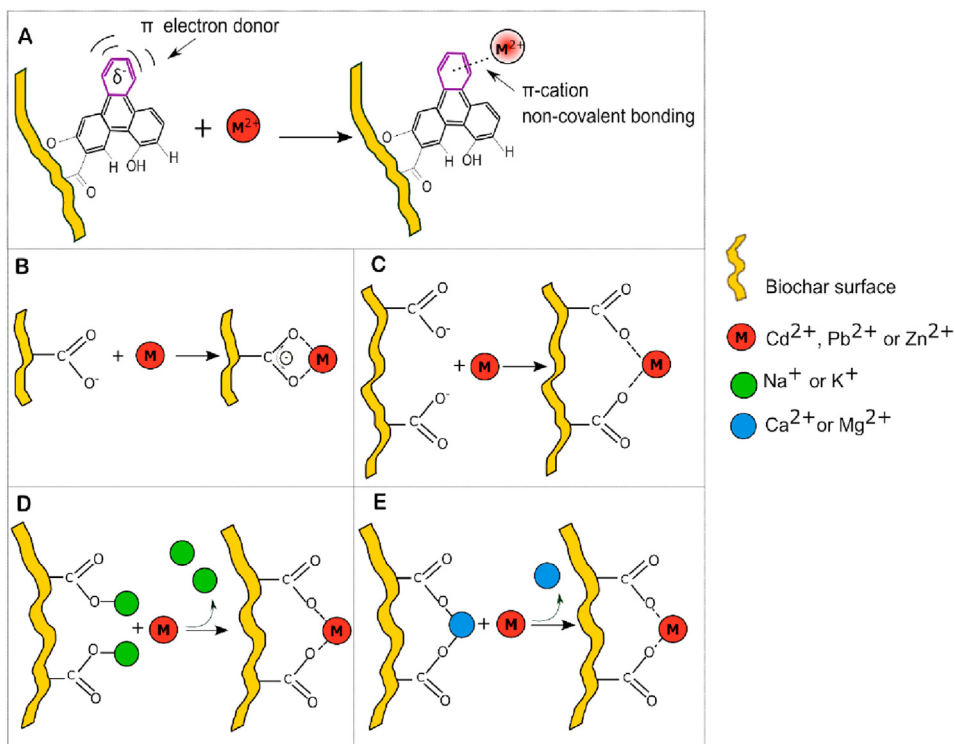 A
π electron donor
δ⁻
O
O
H
OH
H
+
M²⁺
M²⁺
π-cation
non-covalent bonding
O
O
H
OH
H
B
C
O
O⁻
+
M
C
O
O
-
M
C
C
O
O⁻
O⁻
C
O
+
M
C
O
O
M
O
C
O
D
C
O
O
O
C
O
+
M
C
O
O
M
O
C
O
E
C
O
O
O
C
O
+
M
C
O
O
M
O
C
O
Biochar surface
M
Cd²⁺, Pb²⁺ or Zn²⁺
Na⁺ or K⁺
Ca²⁺ or Mg²⁺